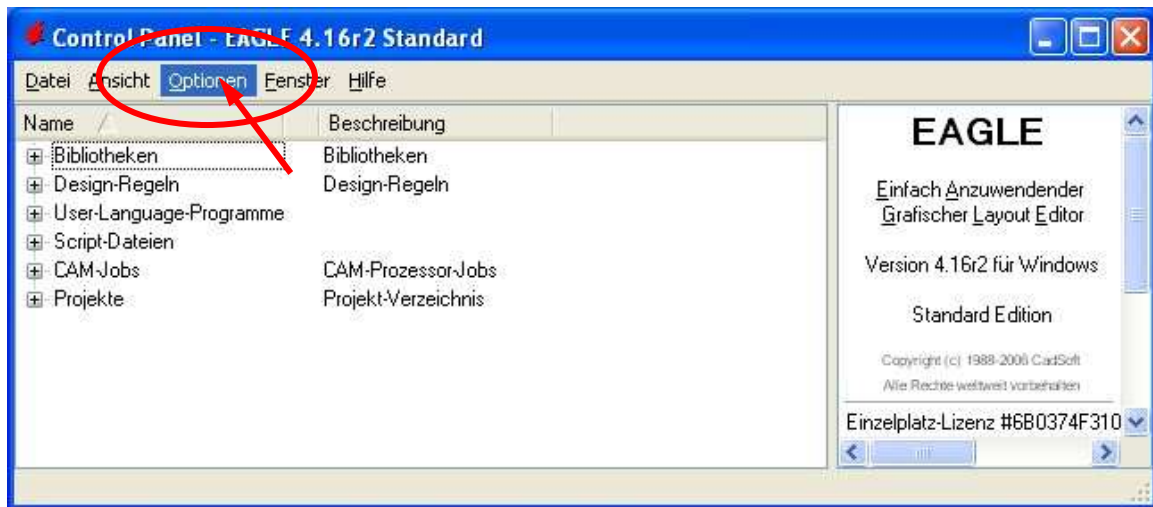 Control Panel - EAGLE 4.16r2 Standard
Datei Ansicht Optionen Fenster Hilfe
Name Beschreibung
Bibliotheken Bibliotheken
Design-Regeln Design-Regeln
User-Language-Programme
Script-Dateien
CAM-Jobs CAM-Prozessor-Jobs
Projekte Projekt-Verzeichnis
EAGLE
Einfach Anzuwendender
Grafischer Layout Editor
Version 4.16r2 für Windows
Standard Edition
Copyright (c) 1988-2006 CadSoft
Alle Rechte weltweit vorbehalten
Einzelplatz-Lizenz #6B0374F310